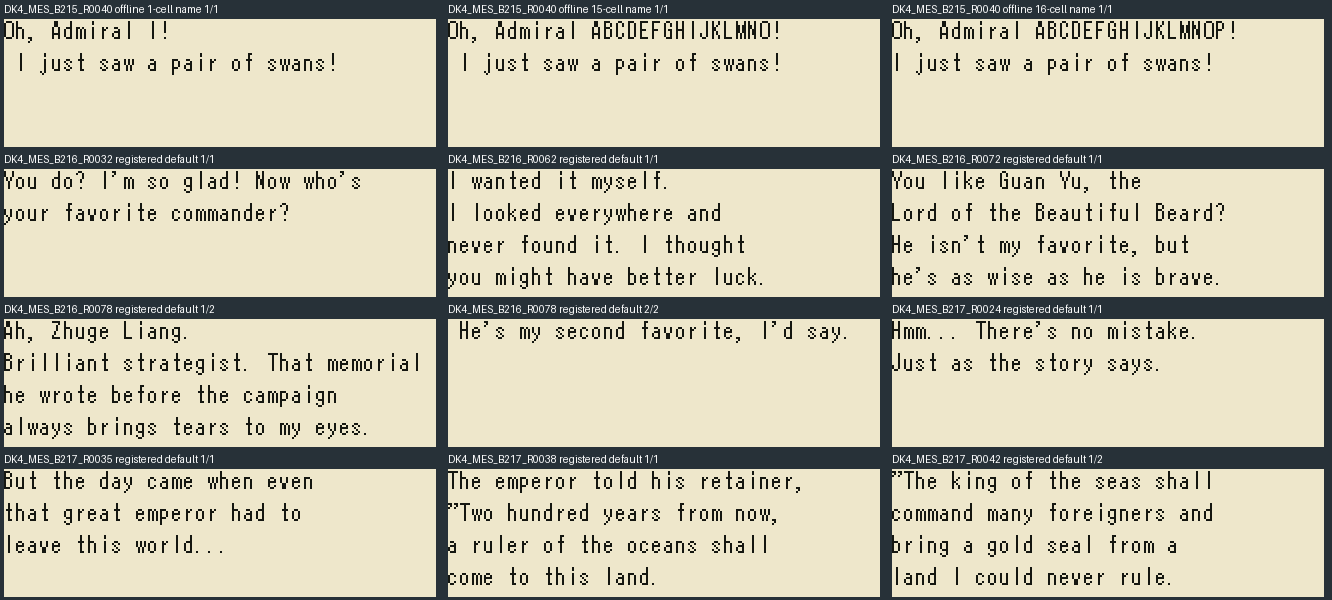 DK4_MES_B215_R0040 offline 1-cell name 1/1
Oh, Admiral I!
I just saw a pair of swans!
DK4_MES_B215_R0040 offline 15-cell name 1/1
Oh, Admiral ABCDEFGHIJKLMNO!
I just saw a pair of swans!
DK4_MES_B215_R0040 offline 16-cell name 1/1
Oh, Admiral ABCDEFGHIJKLMNOP!
I just saw a pair of swans!
DK4_MES_B216_R0032 registered default 1/1
You do? I'm so glad! Now who's
your favorite commander?
DK4_MES_B216_R0062 registered default 1/1
I wanted it myself.
I looked everywhere and
never found it. I thought
you might have better luck.
DK4_MES_B216_R0072 registered default 1/1
You like Guan Yu, the
Lord of the Beautiful Beard?
He isn't my favorite, but
he's as wise as he is brave.
DK4_MES_B216_R0078 registered default 1/2
Ah, Zhuge Liang.
Brilliant strategist. That memorial
he wrote before the campaign
always brings tears to my eyes.
DK4_MES_B216_R0078 registered default 2/2
He's my second favorite, I'd say.
DK4_MES_B217_R0024 registered default 1/1
Hmm... There's no mistake.
Just as the story says.
DK4_MES_B217_R0035 registered default 1/1
But the day came when even
that great emperor had to
leave this world...
DK4_MES_B217_R0038 registered default 1/1
The emperor told his retainer,
"Two hundred years from now,
a ruler of the oceans shall
come to this land.
DK4_MES_B217_R0042 registered default 1/2
"The king of the seas shall
command many foreigners and
bring a gold seal from a
land I could never rule.